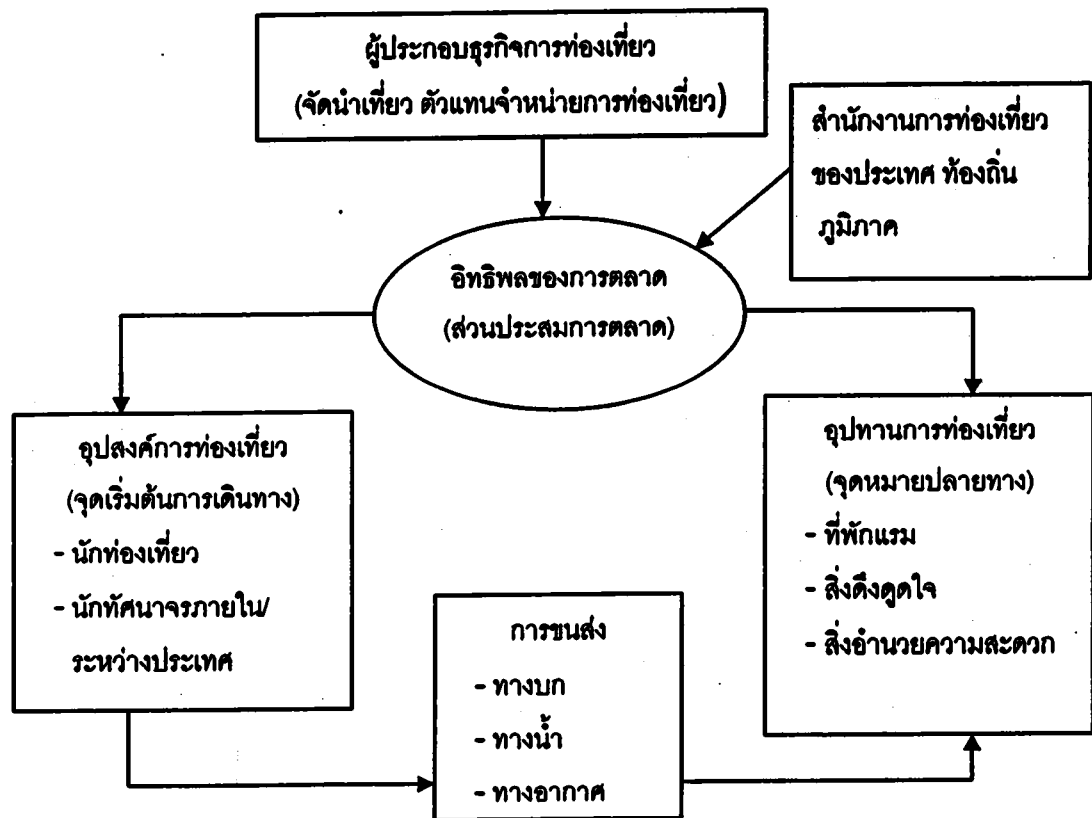 ผู้ประกอบธุรกิจการท่องเที่ยว
(จัดนำเที่ยว ตัวแทนจำหน่ายการท่องเที่ยว)
สำนักงานการท่องเที่ยว
ของประเทศ ท้องถิ่น
ภูมิภาค
อิทธิพลของการตลาด
(ส่วนประสมการตลาด)
อุปสงค์การท่องเที่ยว
(จุดเริ่มต้นการเดินทาง)
- นักท่องเที่ยว
- นักทัศนาจรภายใน/
ระหว่างประเทศ
อุปทานการท่องเที่ยว
(จุดหมายปลายทาง)
- ที่พักแรม
- สิ่งดึงดูดใจ
- สิ่งอำนวยความสะดวก
การขนส่ง
- ทางบก
- ทางน้ำ
- ทางอากาศ